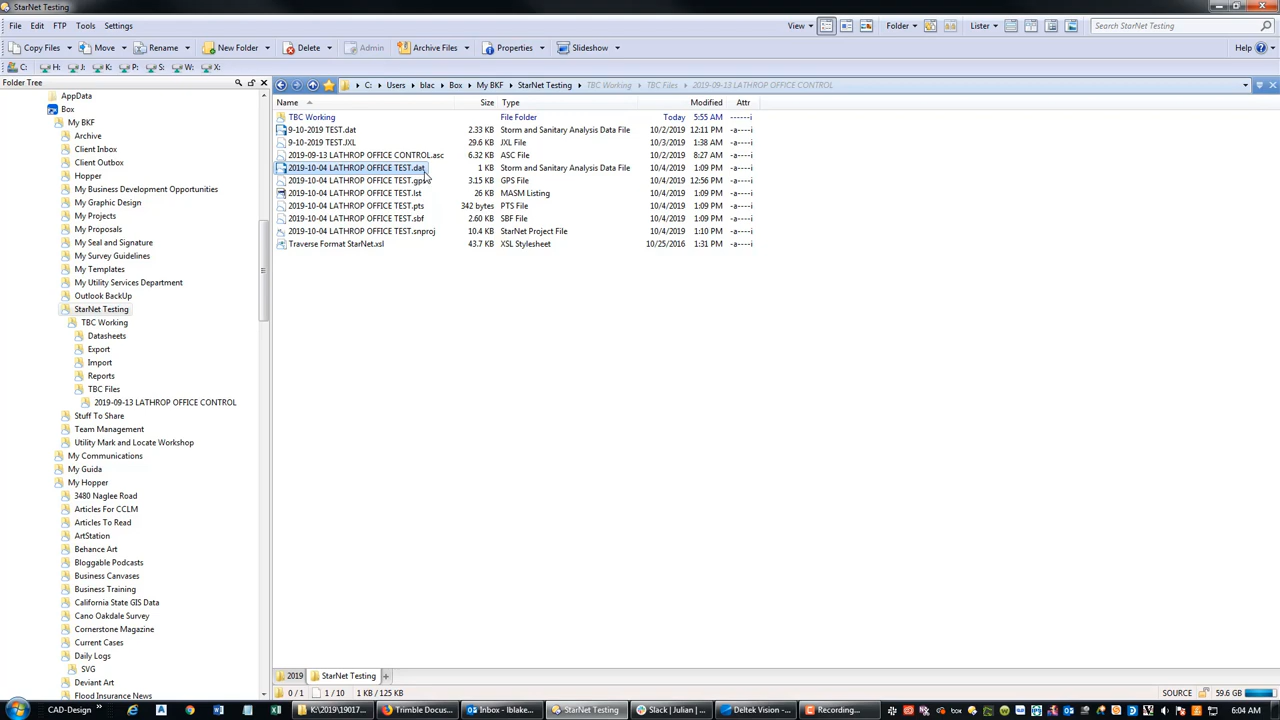 StarNet Testing
File Edit FTP Tools Settings View Folder Lister Search StarNet Testing
Copy Files Move Rename New Folder Delete Admin Archive Files Properties Slideshow Help
C: H: J: K: P: S: W: X:
Folder Tree
C: Users blac Box My BKF StarNet Testing TBC Working TBC Files 2019-09-13 LATHROP OFFICE CONTROL
AppData
Box
My BKF
Archive
Client Inbox
Client Outbox
Hopper
My Business Development Opportunities
My Graphic Design
My Projects
My Proposals
My Seal and Signature
My Survey Guidelines
My Templates
My Utility Services Department
Outlook BackUp
StarNet Testing
TBC Working
Datasheets
Export
Import
Reports
TBC Files
2019-09-13 LATHROP OFFICE CONTROL
Stuff To Share
Team Management
Utility Mark and Locate Workshop
My Communications
My Guida
My Hopper
3480 Naglee Road
Articles For CCLM
Articles To Read
ArtStation
Behance Art
Bloggable Podcasts
Business Canvases
Business Training
California State GIS Data
Cano Oakdale Survey
Cornerstone Magazine
Current Cases
Daily Logs
SVG
Deviant Art
Flood Insurance News
Name Size Type Modified Attr
TBC Working File Folder Today 5:55 AM ------i
9-10-2019 TEST.dat 2.33 KB Storm and Sanitary Analysis Data File 10/2/2019 12:11 PM -a----i
9-10-2019 TEST.JXL 29.6 KB JXL File 10/3/2019 1:38 AM -a----i
2019-09-13 LATHROP OFFICE CONTROL.asc 6.32 KB ASC File 10/2/2019 8:27 AM -a----i
2019-10-04 LATHROP OFFICE TEST.dat 1 KB Storm and Sanitary Analysis Data File 10/4/2019 1:09 PM -a----i
2019-10-04 LATHROP OFFICE TEST.gps 3.15 KB GPS File 10/4/2019 12:56 PM -a----i
2019-10-04 LATHROP OFFICE TEST.lst 26 KB MASM Listing 10/4/2019 1:09 PM -a----i
2019-10-04 LATHROP OFFICE TEST.pts 342 bytes PTS File 10/4/2019 1:09 PM -a----i
2019-10-04 LATHROP OFFICE TEST.sbf 2.60 KB SBF File 10/4/2019 1:09 PM -a----i
2019-10-04 LATHROP OFFICE TEST.snproj 10.4 KB StarNet Project File 10/4/2019 1:10 PM -a----i
Traverse Format StarNet.xsl 43.7 KB XSL Stylesheet 10/25/2016 1:31 PM -a----i
2019 StarNet Testing +
0 / 1 1 / 10 1 KB / 125 KB SOURCE 59.6 GB
CAD-Design K:\2019\19017... Trimble Docus... Inbox - lblake... StarNet Testing Slack | Julian | ... Deltek Vision -... Recording... 6:04 AM